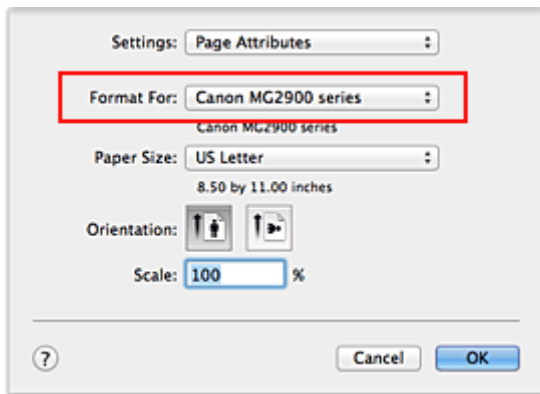 Settings: Page Attributes
Format For: Canon MG2900 series
Canon MG2900 series
Paper Size: US Letter
8.50 by 11.00 inches
Orientation:
Scale: 100 %
? Cancel OK